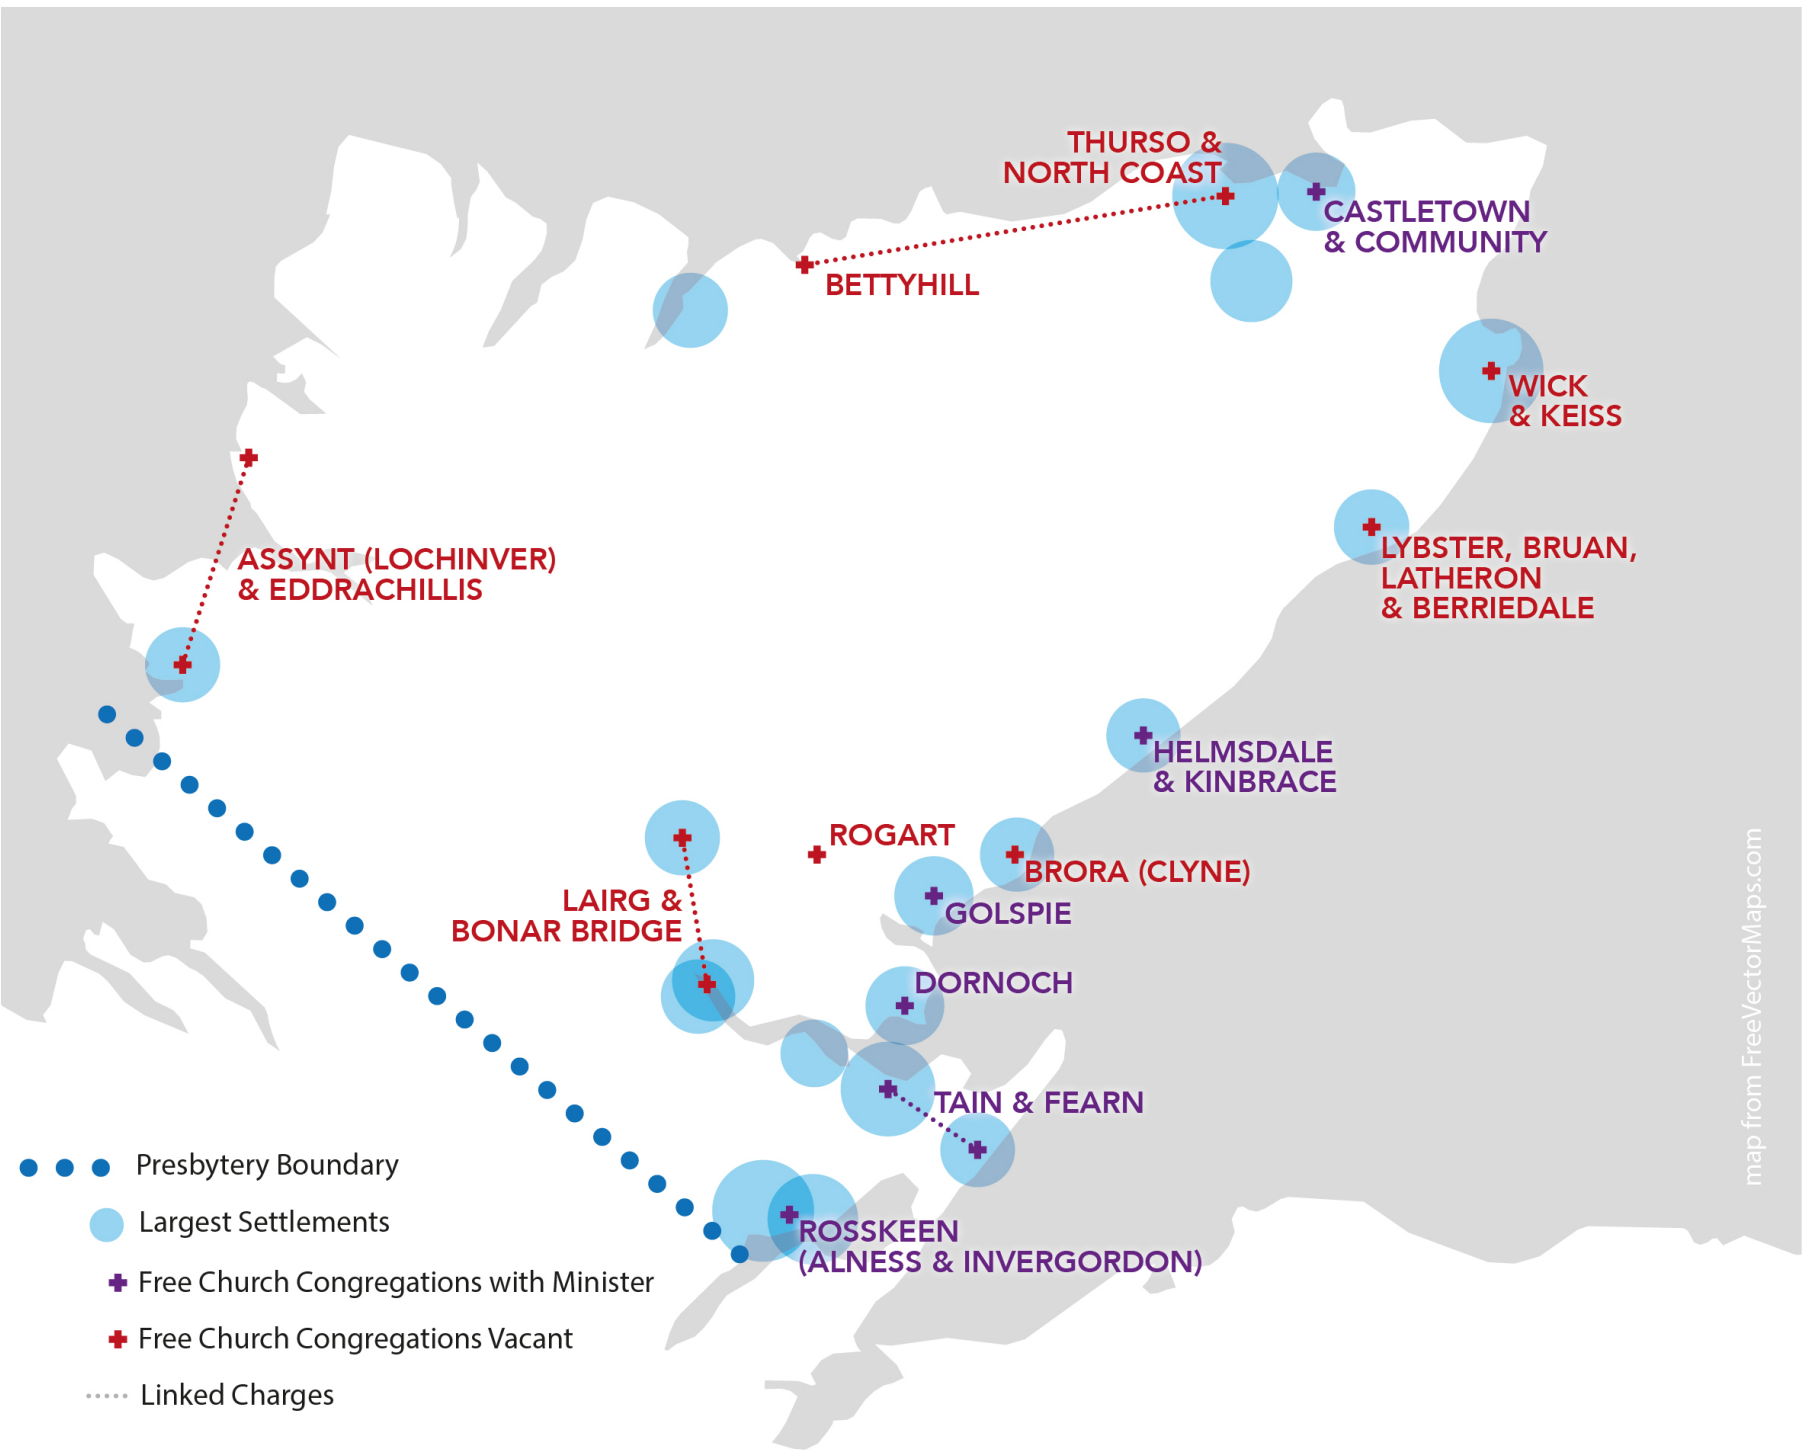 THURSO &
NORTH COAST
CASTLETOWN
& COMMUNITY
BETTYHILL
WICK
& KEISS
ASSYNT (LOCHINVER)
& EDDRACHILLIS
LYBSTER, BRUAN,
LATHERON
& BERRIEDALE
HELMSDALE
& KINBRACE
ROGART
BRORA (CLYNE)
LAIRG &
BONAR BRIDGE
GOLSPIE
DORNOCH
TAIN & FEARN
ROSSKEEN
(ALNESS & INVERGORDON)
Presbytery Boundary
Largest Settlements
Free Church Congregations with Minister
Free Church Congregations Vacant
Linked Charges
map from FreeVectorMaps.com